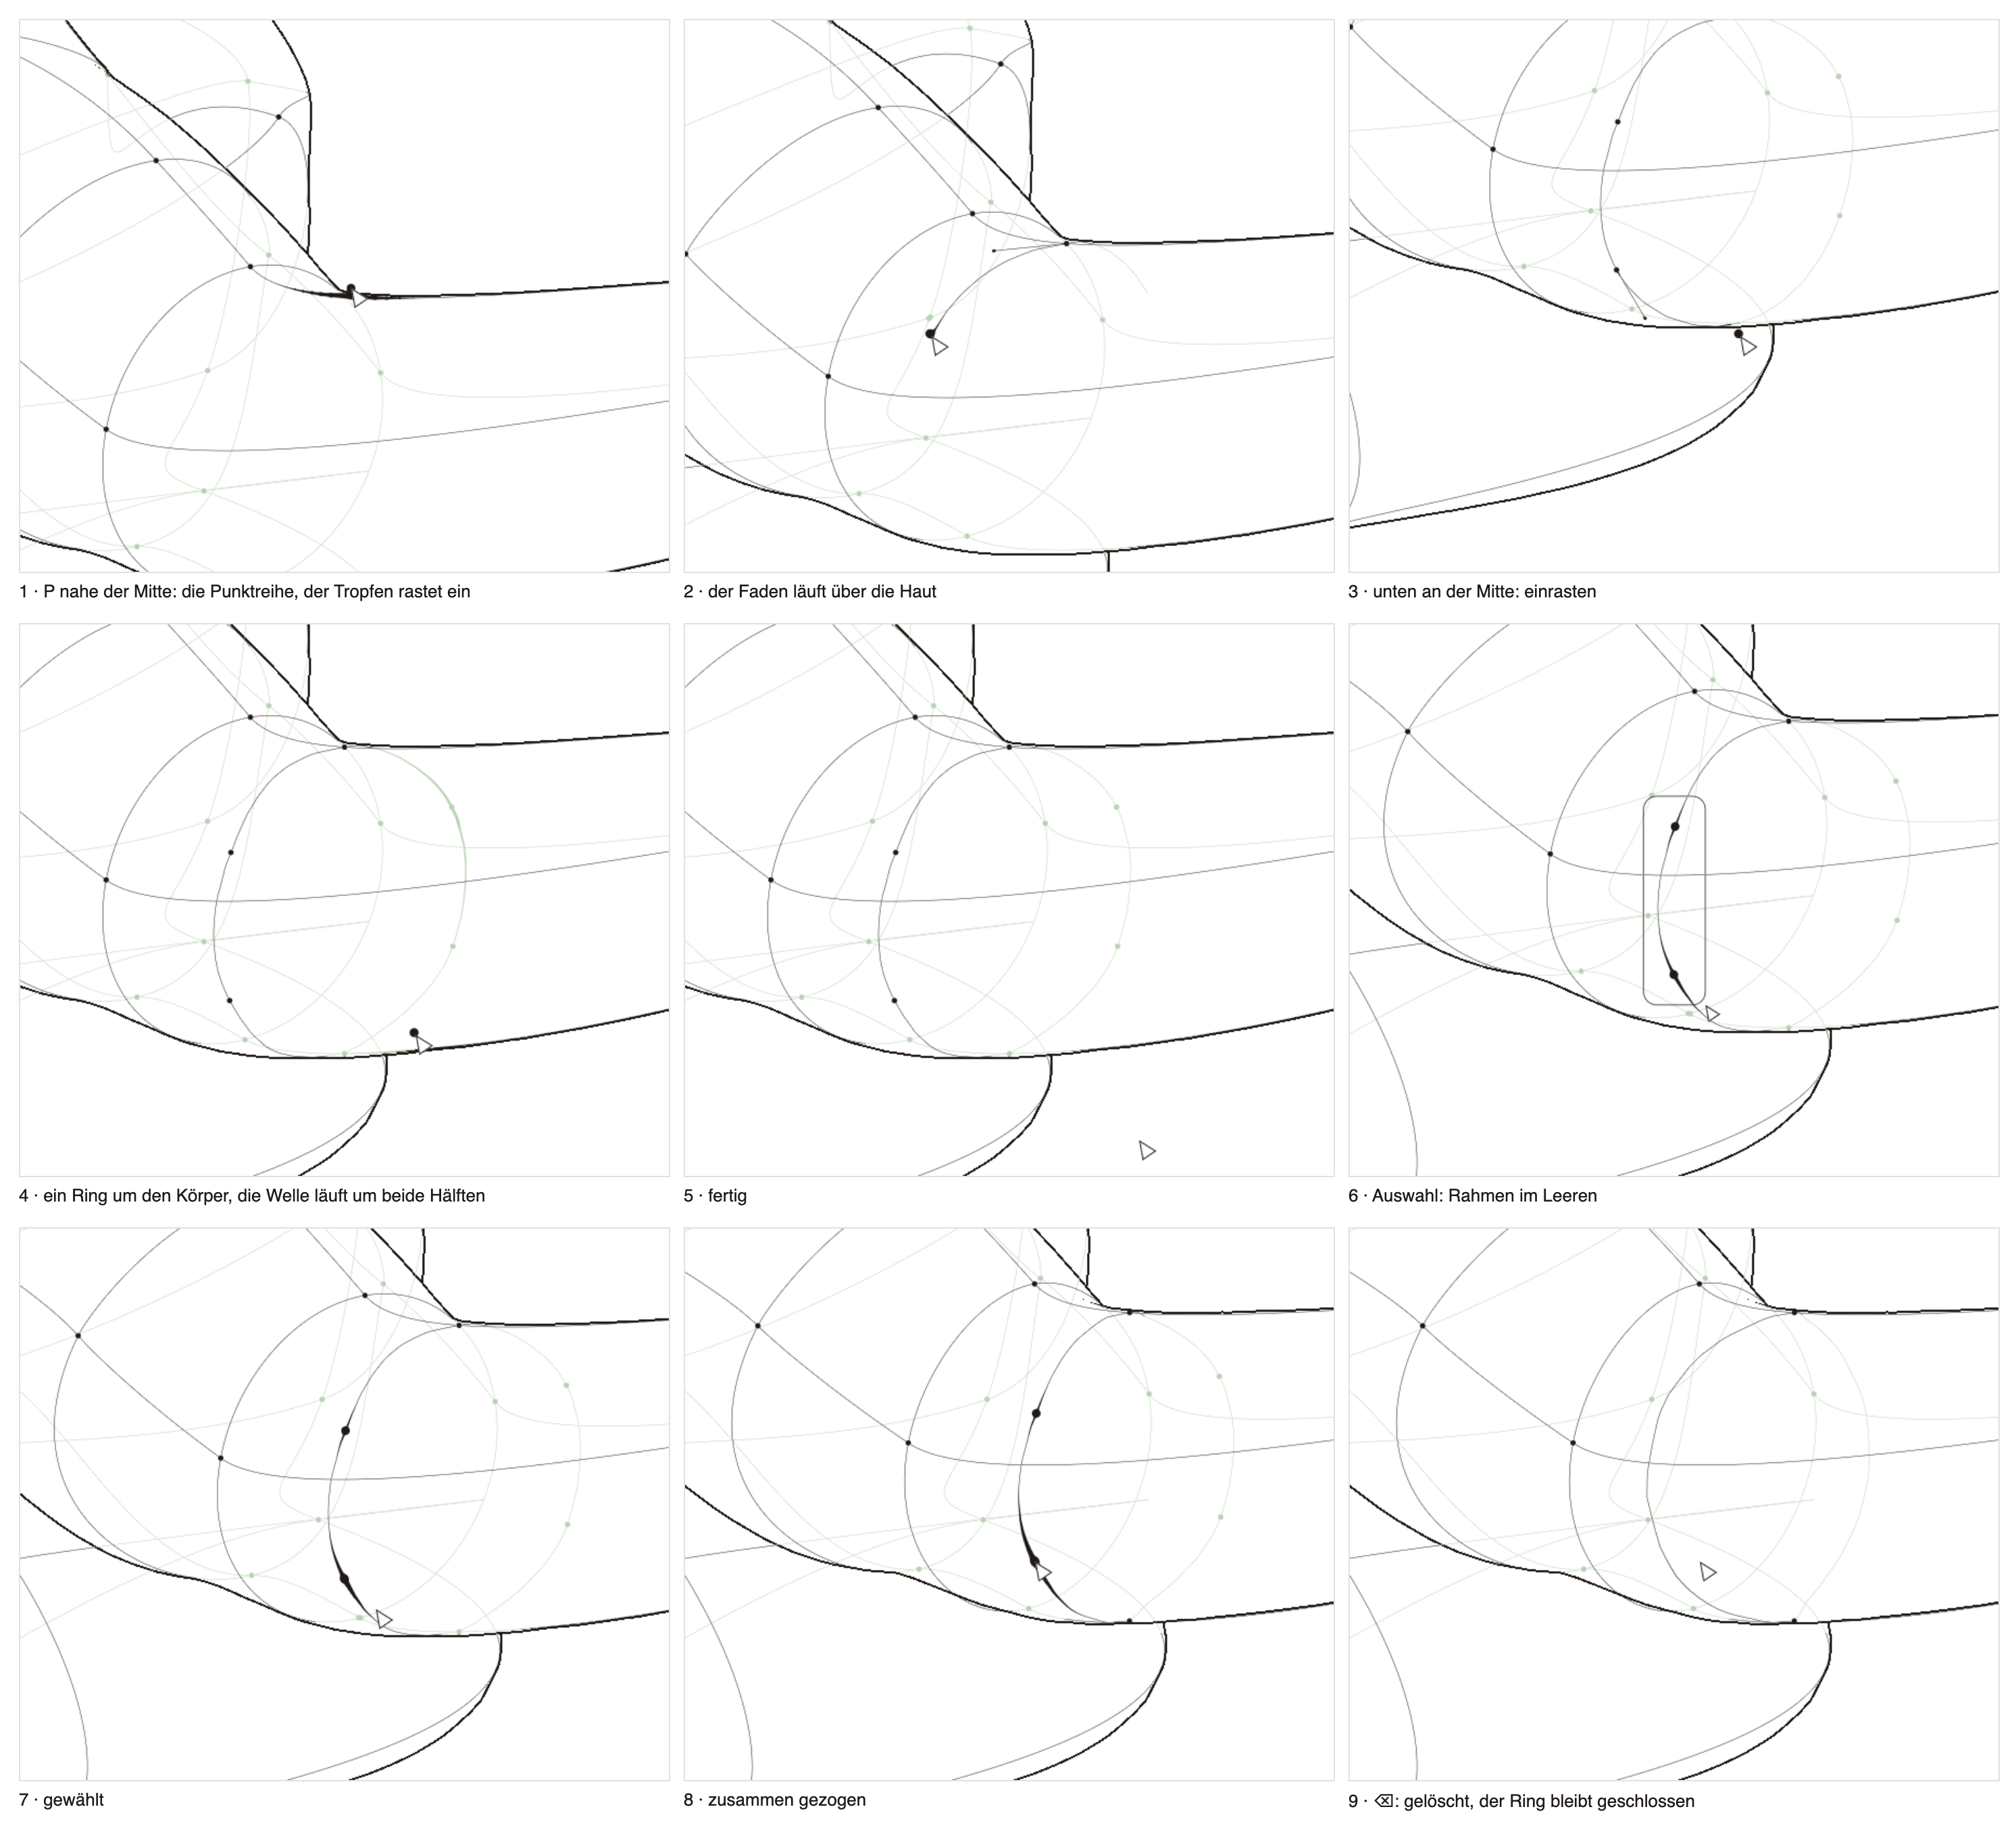 1 · P nahe der Mitte: die Punktreihe, der Tropfen rastet ein
2 · der Faden läuft über die Haut
3 · unten an der Mitte: einrasten
4 · ein Ring um den Körper, die Welle läuft um beide Hälften
5 · fertig
6 · Auswahl: Rahmen im Leeren
7 · gewählt
8 · zusammen gezogen
9 · ⌫: gelöscht, der Ring bleibt geschlossen